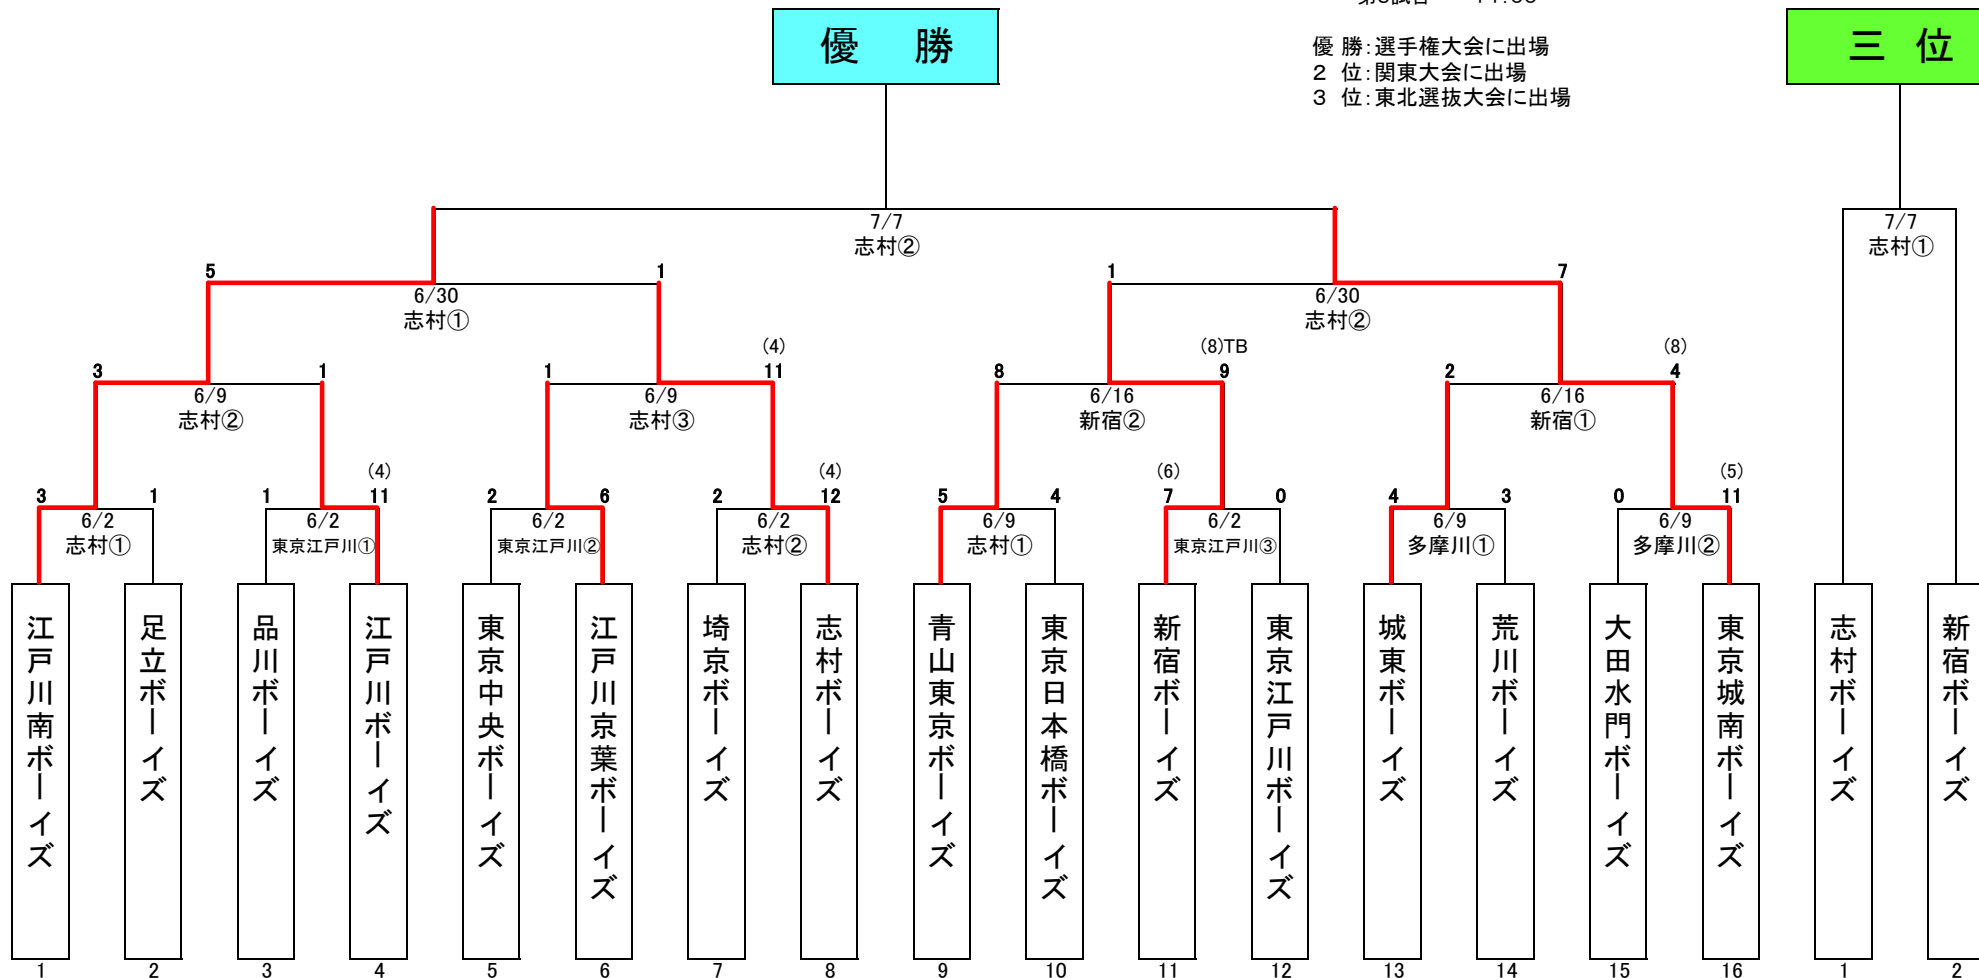 優 勝
三 位
優 勝:選手権大会に出場
2 位:関東大会に出場
3 位:東北選抜大会に出場
7/7
志村②
7/7
志村①
5 1
6/30
志村①
1 7
6/30
志村②
(4)
(8)TB
(8)
3 1
6/9
志村②
1 11
6/9
志村③
8 9
6/16
新宿②
2 4
6/16
新宿①
(4)
(4)
(6)
(5)
3 1
6/2
志村①
1 11
6/2
東京江戸川①
2 6
6/2
東京江戸川②
2 12
6/2
志村②
5 4
6/9
志村①
7 0
6/2
東京江戸川③
4 3
6/9
多摩川①
0 11
6/9
多摩川②
江戸川南ボーイズ
足立ボーイズ
品川ボーイズ
江戸川ボーイズ
東京中央ボーイズ
江戸川京葉ボーイズ
埼京ボーイズ
志村ボーイズ
青山東京ボーイズ
東京日本橋ボーイズ
新宿ボーイズ
東京江戸川ボーイズ
城東ボーイズ
荒川ボーイズ
大田水門ボーイズ
東京城南ボーイズ
志村ボーイズ
新宿ボーイズ
1 2 3 4 5 6 7 8 9 10 11 12 13 14 15 16 1 2